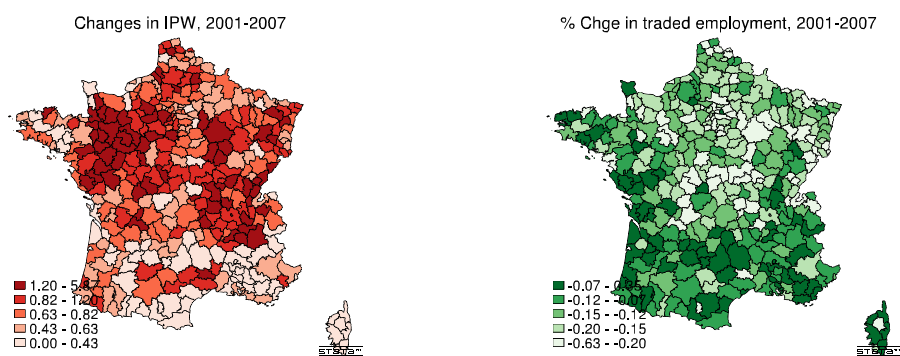 Changes in IPW, 2001-2007
1.20 - 5.
0.82 - 1.20
0.63 - 0.82
0.43 - 0.63
0.00 - 0.43
STATA™
% Chge in traded employment, 2001-2007
-0.07 - 0.35
-0.12 - -0.07
-0.15 - -0.12
-0.20 - -0.15
-0.63 - -0.20
STATA™